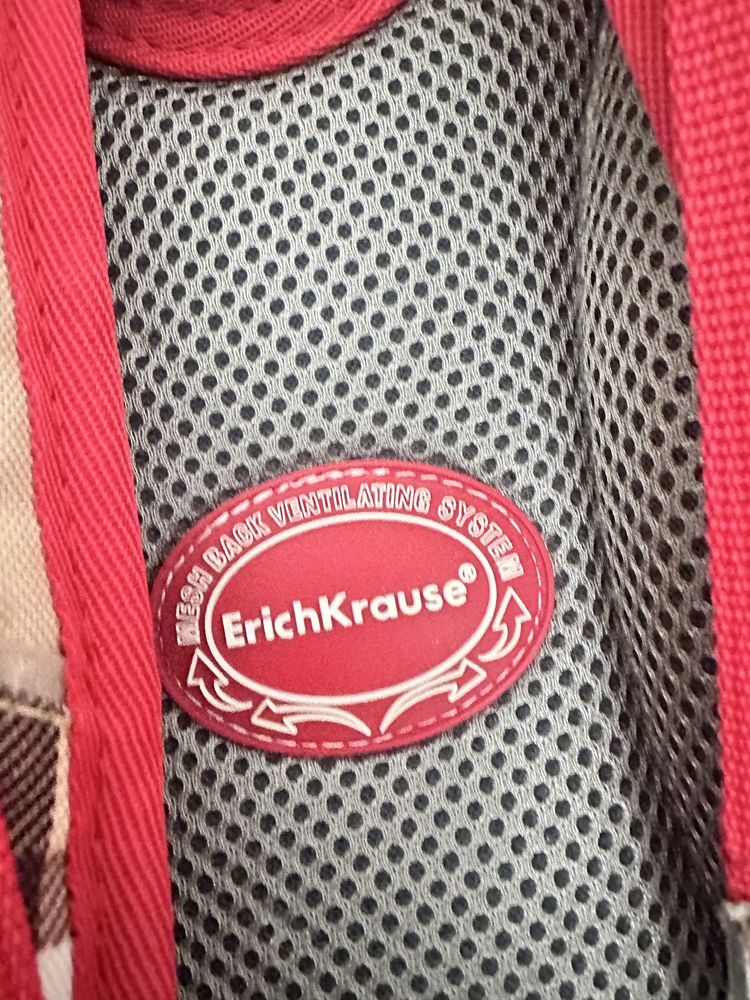 MESH BACK VENTILATING SYSTEM
ErichKrause®